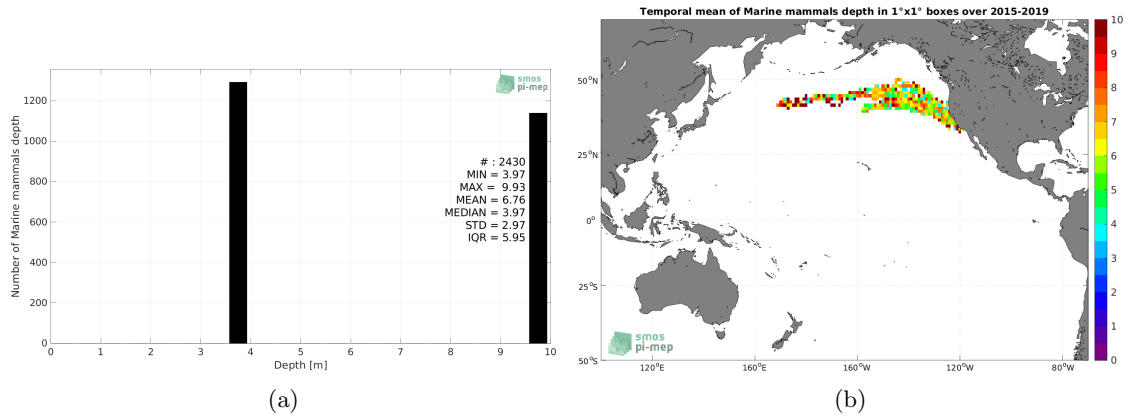 Number of Marine mammals depth
1200
1000
800
600
400
200
0
smos
pi-mep
# : 2430
MIN = 3.97
MAX = 9.93
MEAN = 6.76
MEDIAN = 3.97
STD = 2.97
IQR = 5.95
0 1 2 3 4 5 6 7 8 9 10
Depth [m]
(a)
Temporal mean of Marine mammals depth in 1°x1° boxes over 2015-2019
50°N
25°N
0°
25°S
50°S
smos
pi-mep
120°E 160°E 160°W 120°W 80°W
10
9
8
7
6
5
4
3
2
1
0
(b)